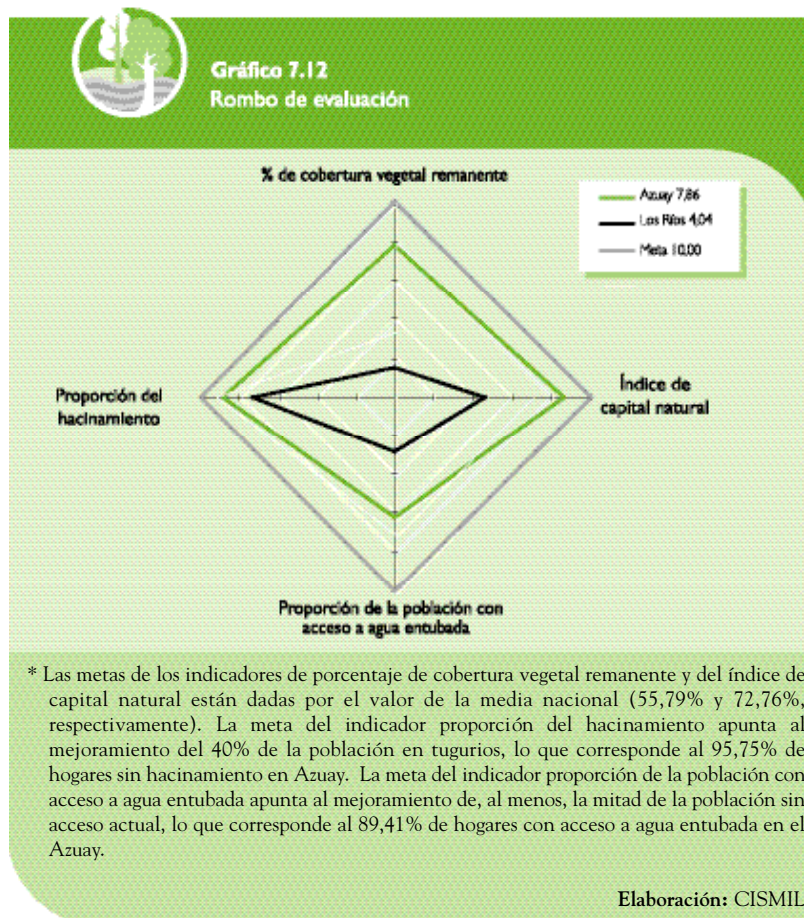 Gráfico 7.12
Rombo de evaluación
% de cobertura vegetal remanente
Azuay 7,86
Los Ríos 4,04
Meta 10,00
Proporción del
hacinamiento
Índice de
capital natural
Proporción de la población con
acceso a agua entubada
* Las metas de los indicadores de porcentaje de cobertura vegetal remanente y del índice de
capital natural están dadas por el valor de la media nacional (55,79% y 72,76%,
respectivamente). La meta del indicador proporción del hacinamiento apunta al
mejoramiento del 40% de la población en tugurios, lo que corresponde al 95,75% de
hogares sin hacinamiento en Azuay. La meta del indicador proporción de la población con
acceso a agua entubada apunta al mejoramiento de, al menos, la mitad de la población sin
acceso actual, lo que corresponde al 89,41% de hogares con acceso a agua entubada en el
Azuay.
Elaboración: CISMIL